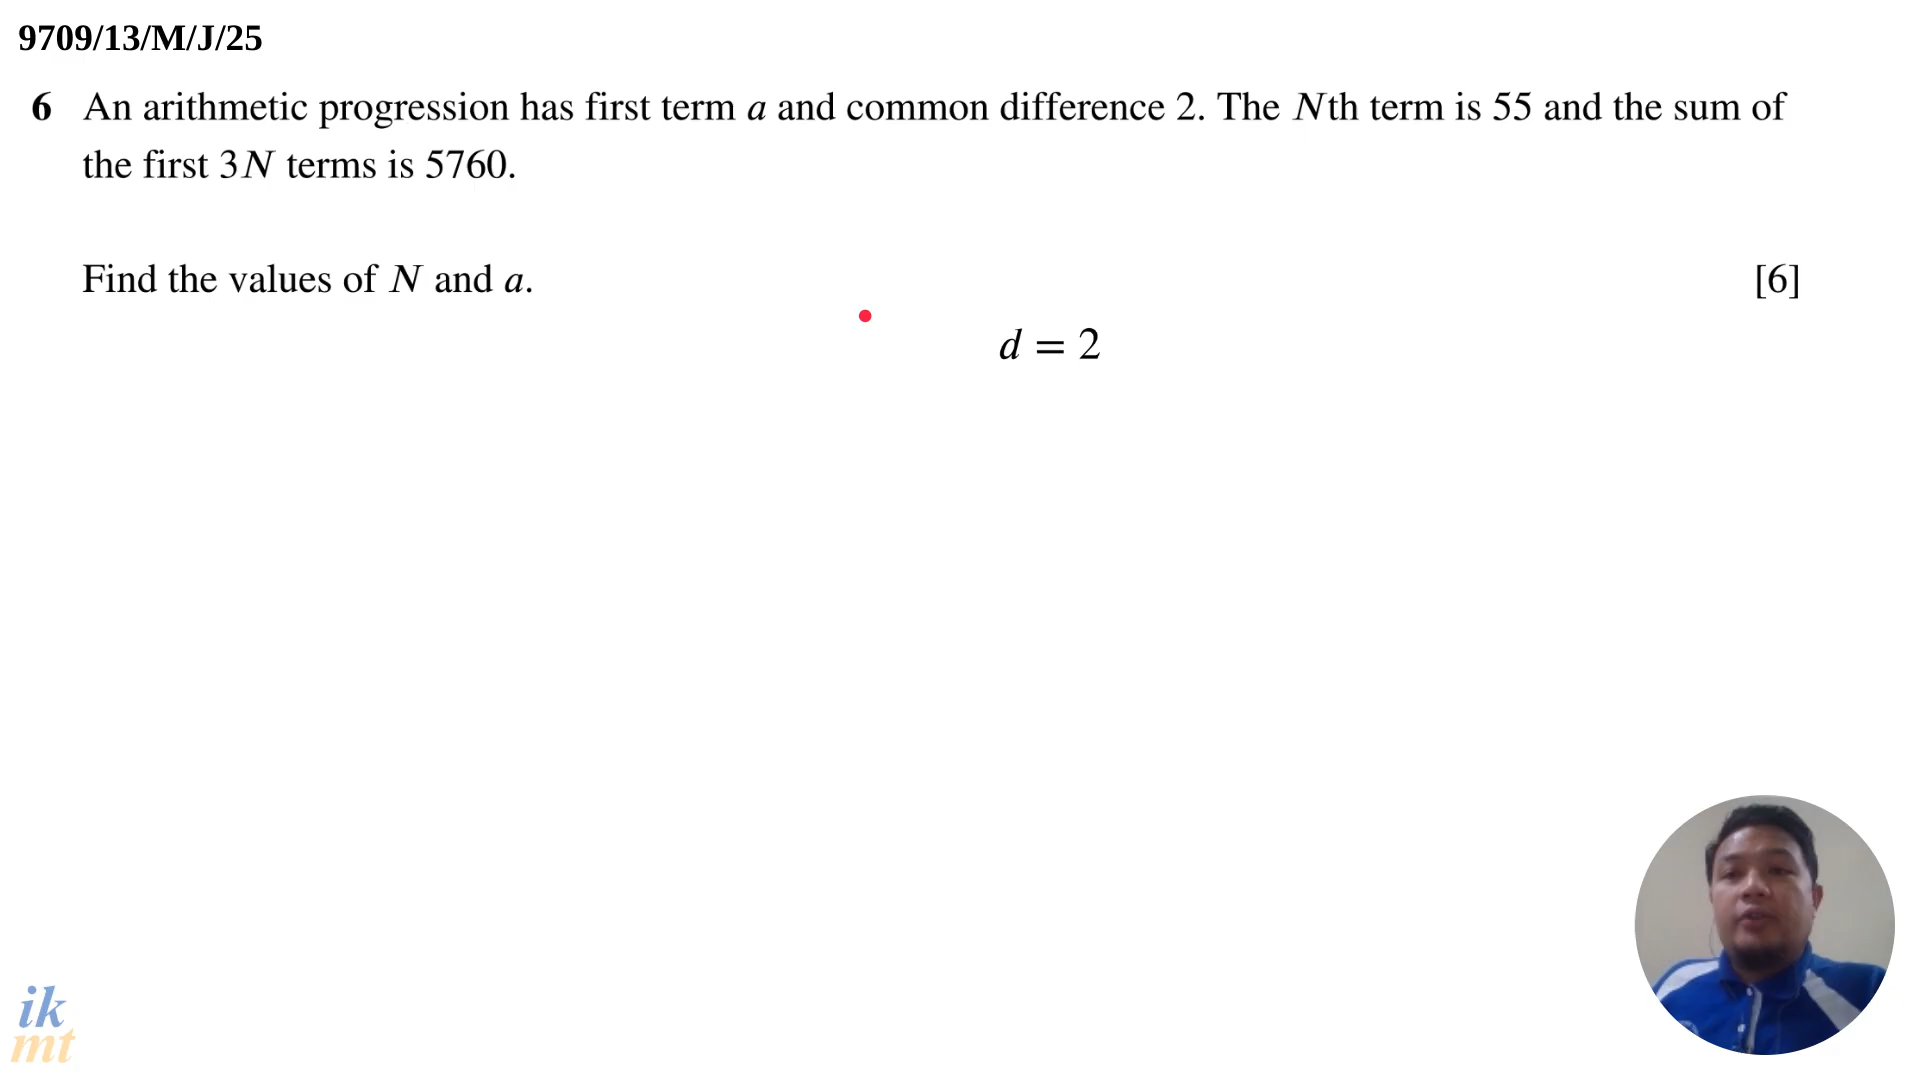 9709/13/M/J/25
6 An arithmetic progression has first term a and common difference 2. The Nth term is 55 and the sum of
the first 3N terms is 5760.
Find the values of N and a. [6]
d = 2
ik
mt